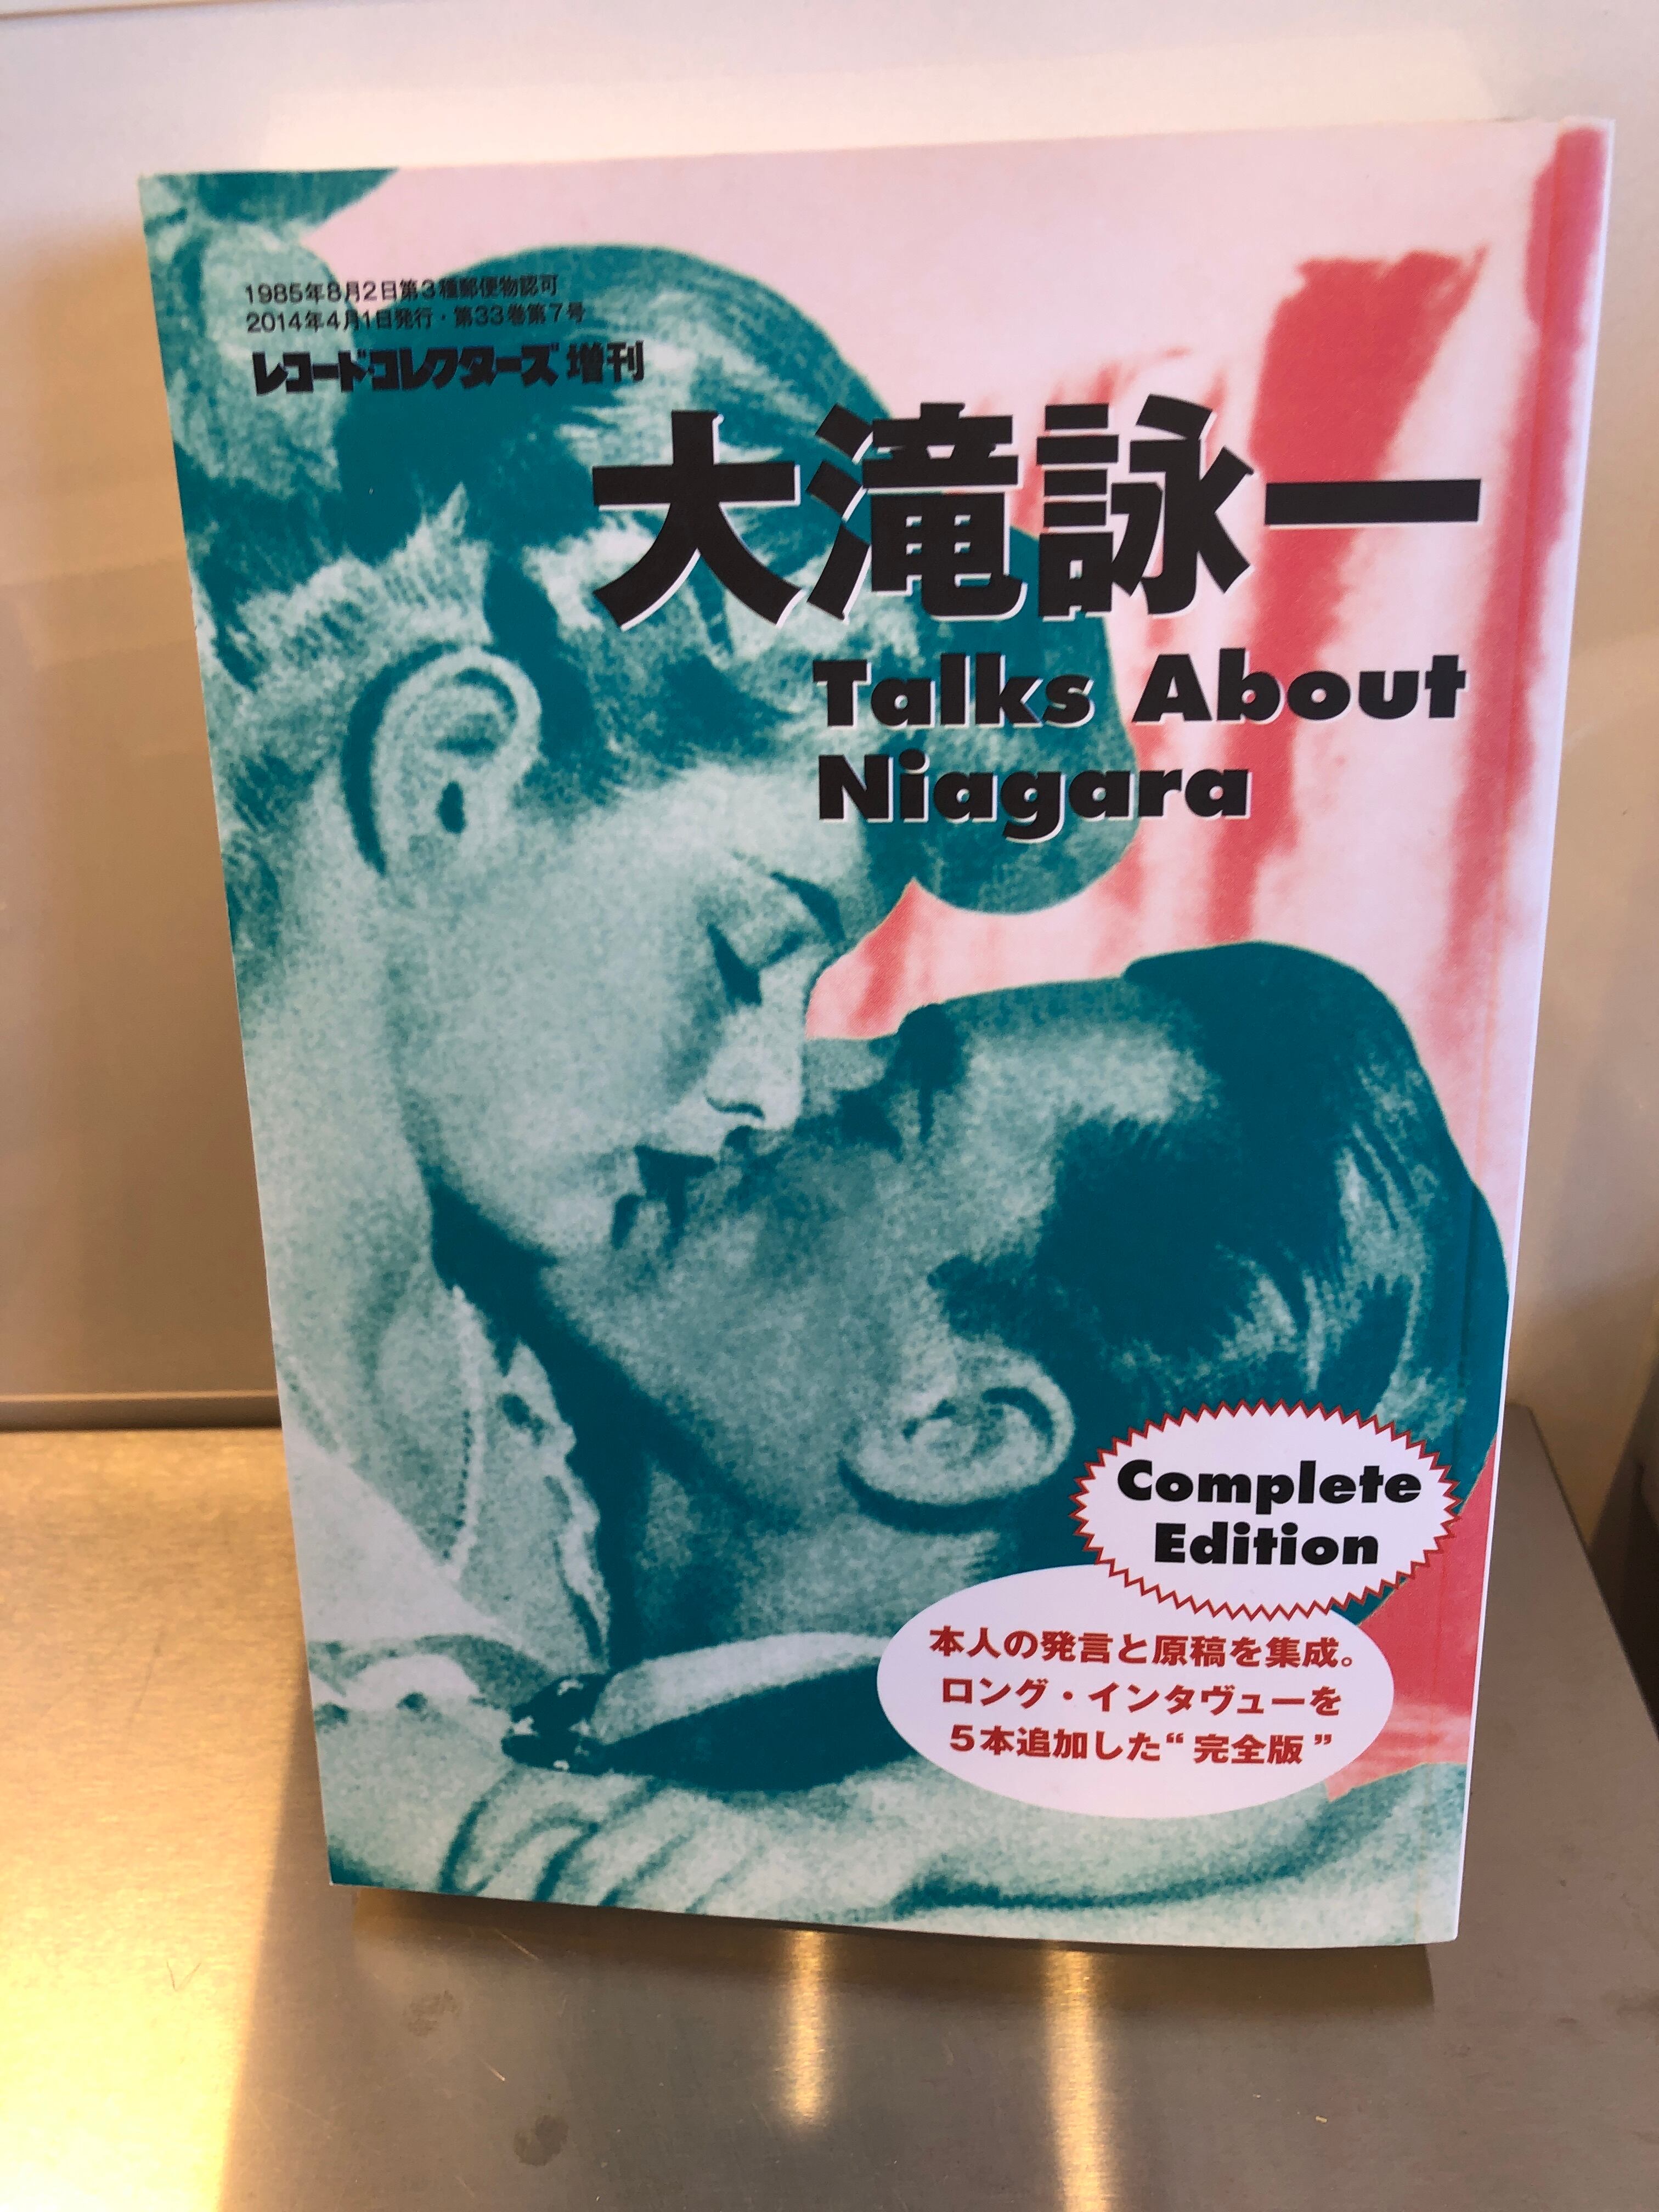 1985年8月2日第3種郵便物認可
2014年4月1日発行・第33巻第7号
レコード・コレクターズ増刊
大滝詠一
Talks About
Niagara
Complete
Edition
本人の発言と原稿を集成。
ロング・インタヴューを
5本追加した“完全版”